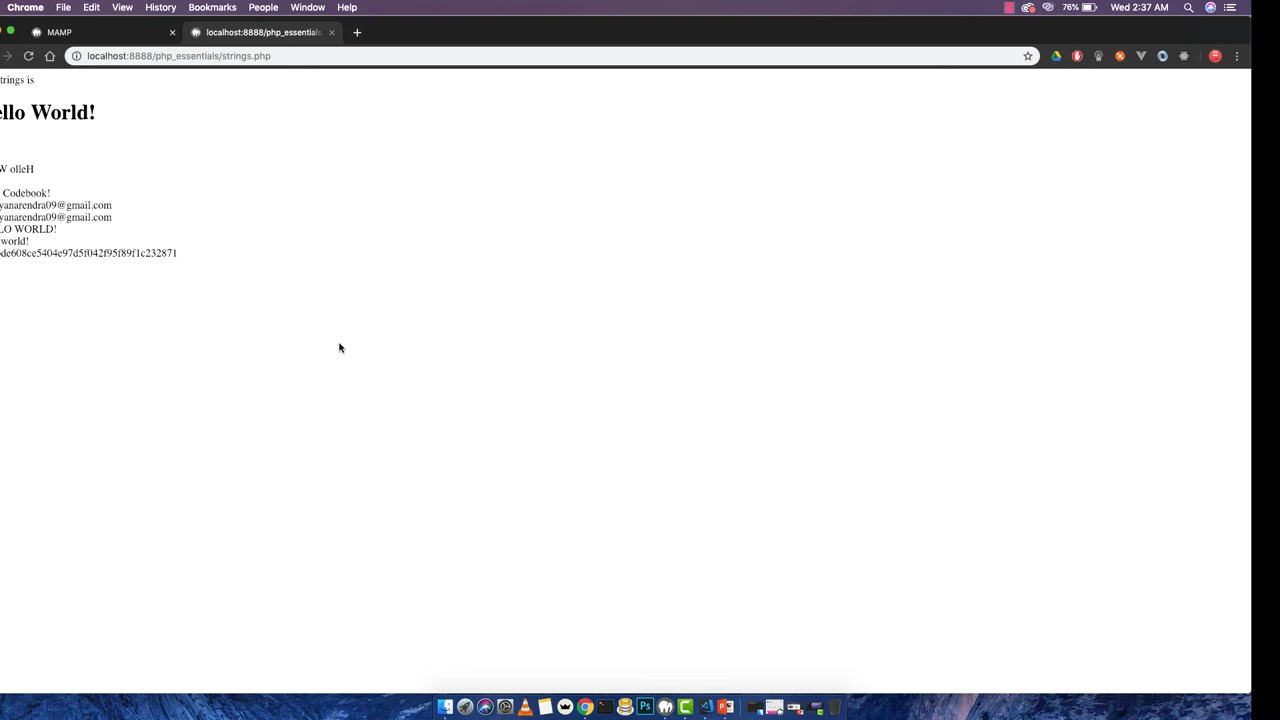 Chrome File Edit View History Bookmarks People Window Help 76% Wed 2:37 AM
MAMP localhost:8888/php_essentials
localhost:8888/php_essentials/strings.php
trings is
ello World!
W olleH
Codebook!
yanarendra09@gmail.com
yanarendra09@gmail.com
LO WORLD!
world!
de608ce5404e97d5f042f95f89f1c232871
Ps